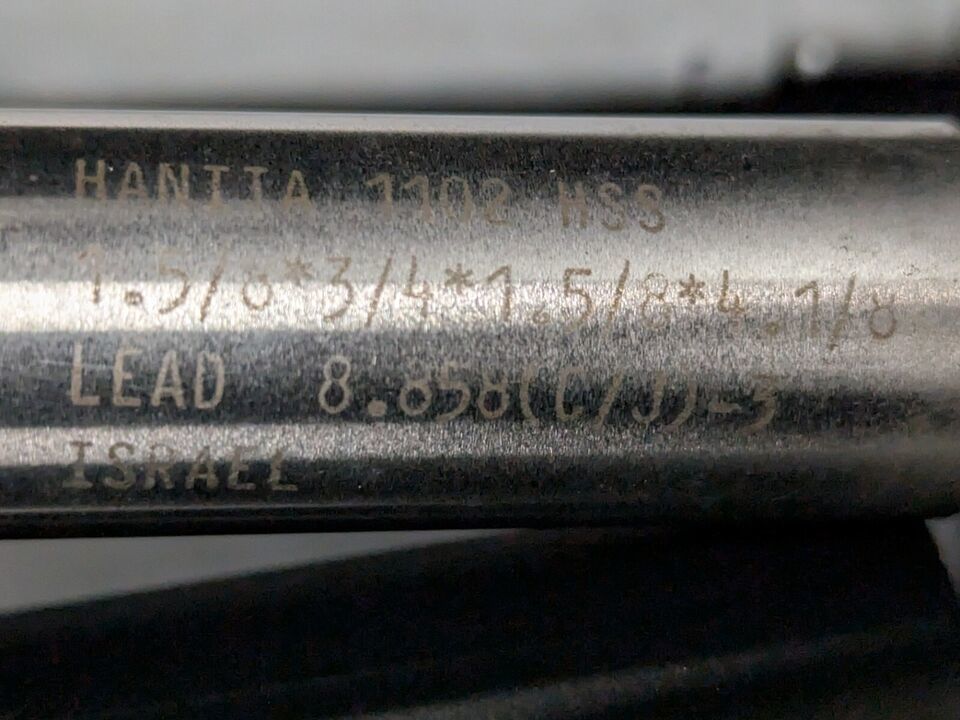 HANITA 1102 HSS
1.5/8*3/4*1.5/8*4.1/8
LEAD 8.858(C/J)-3
ISRAEL